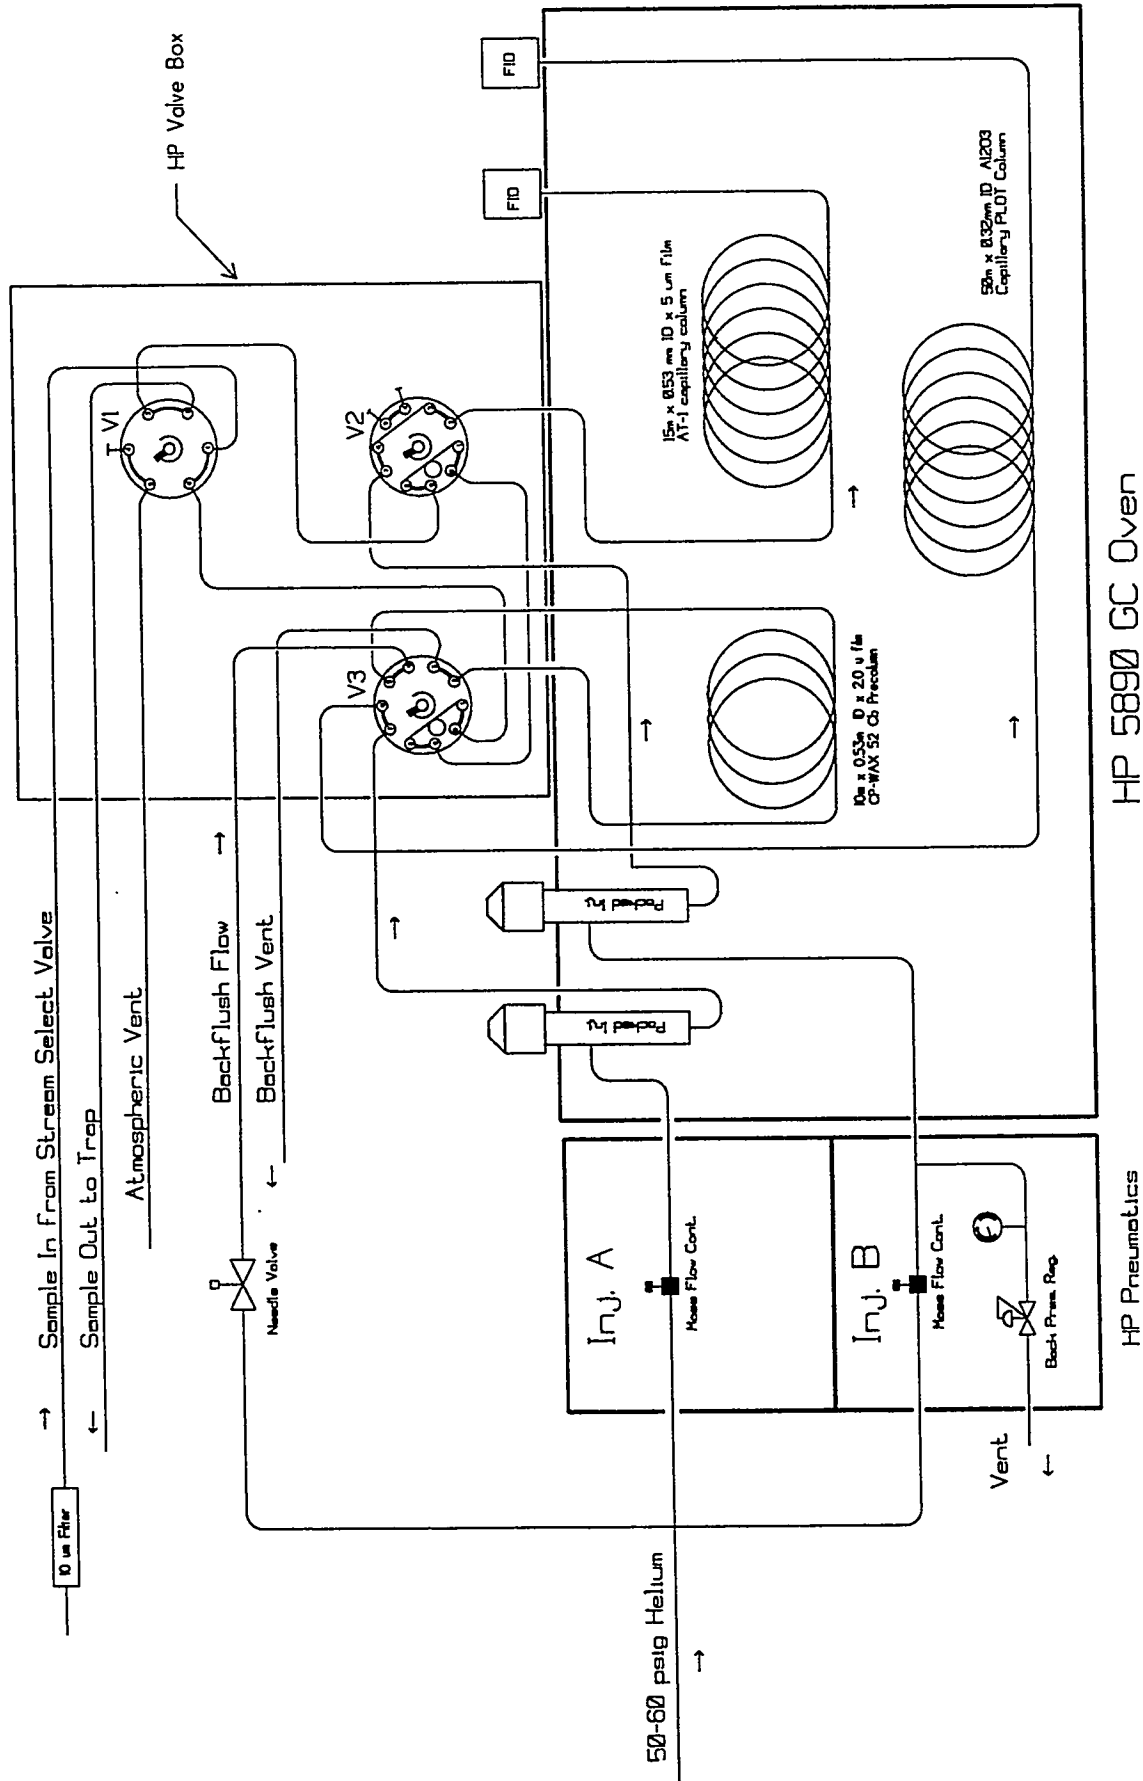 HP Valve Box
10 um Filter
Sample In From Stream Select Valve
Sample Out to Trap
Atmospheric Vent
V1
V2
V3
Backflush Flow
Backflush Vent
Needle Valve
FID
FID
Packed Inj.
Packed Inj.
15m x 0.53 mm ID x 5 um film
AT-1 capillary column
10m x 0.53m ID x 2.0 u film
CP-WAX 52 Cb Precolumn
50m x 0.32mm ID Al2O3
Capillary PLOT Column
HP 5890 GC Oven
50-60 psig Helium
Inj. A
Mass Flow Cont.
Inj. B
Mass Flow Cont.
Back Pres. Reg.
Vent
HP Pneumatics